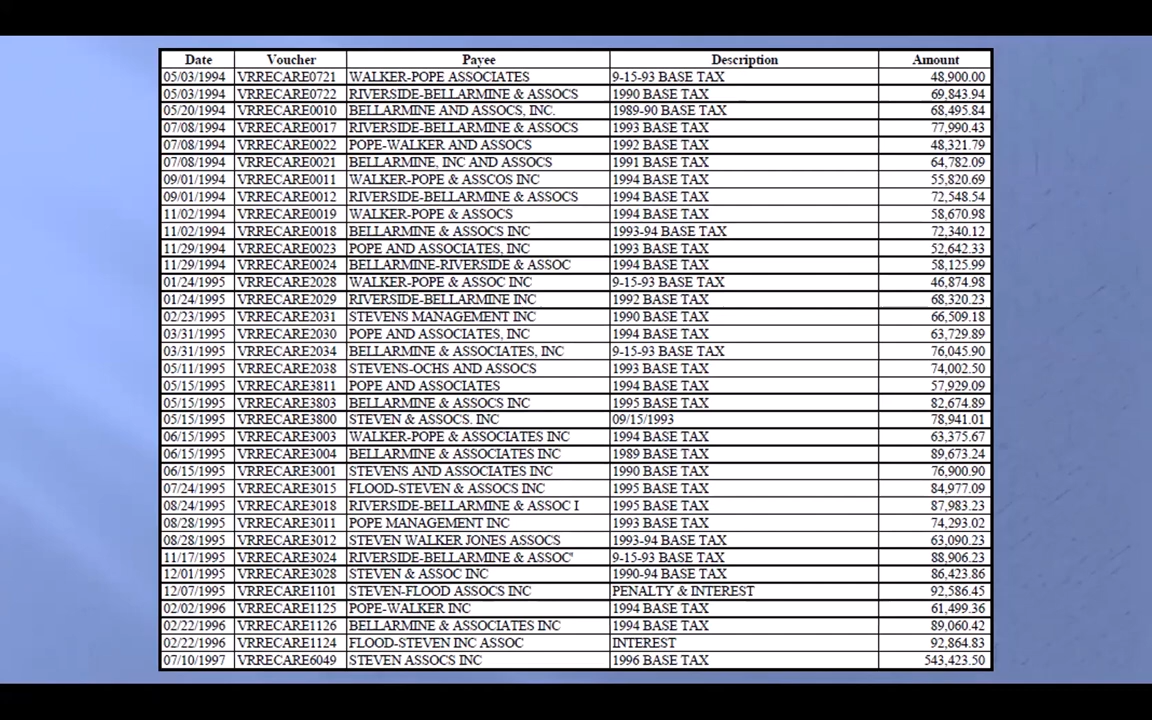 Date Voucher Payee Description Amount
05/03/1994 VRRECARE0721 WALKER-POPE ASSOCIATES 9-15-93 BASE TAX 48,900.00
05/03/1994 VRRECARE0722 RIVERSIDE-BELLARMINE & ASSOCS 1990 BASE TAX 69,843.94
05/20/1994 VRRECARE0010 BELLARMINE AND ASSOCS, INC. 1989-90 BASE TAX 68,495.84
07/08/1994 VRRECARE0017 RIVERSIDE-BELLARMINE & ASSOCS 1993 BASE TAX 77,990.43
07/08/1994 VRRECARE0022 POPE-WALKER AND ASSOCS 1992 BASE TAX 48,321.79
07/08/1994 VRRECARE0021 BELLARMINE, INC AND ASSOCS 1991 BASE TAX 64,782.09
09/01/1994 VRRECARE0011 WALKER-POPE & ASSCOS INC 1994 BASE TAX 55,820.69
09/01/1994 VRRECARE0012 RIVERSIDE-BELLARMINE & ASSOCS 1994 BASE TAX 72,548.54
11/02/1994 VRRECARE0019 WALKER-POPE & ASSOCS 1994 BASE TAX 58,670.98
11/02/1994 VRRECARE0018 BELLARMINE & ASSOCS INC 1993-94 BASE TAX 72,340.12
11/29/1994 VRRECARE0023 POPE AND ASSOCIATES, INC 1993 BASE TAX 52,642.33
11/29/1994 VRRECARE0024 BELLARMINE-RIVERSIDE & ASSOC 1994 BASE TAX 58,125.99
01/24/1995 VRRECARE2028 WALKER-POPE & ASSOC INC 9-15-93 BASE TAX 46,874.98
01/24/1995 VRRECARE2029 RIVERSIDE-BELLARMINE INC 1992 BASE TAX 68,320.23
02/23/1995 VRRECARE2031 STEVENS MANAGEMENT INC 1990 BASE TAX 66,509.18
03/31/1995 VRRECARE2030 POPE AND ASSOCIATES, INC 1994 BASE TAX 63,729.89
03/31/1995 VRRECARE2034 BELLARMINE & ASSOCIATES, INC 9-15-93 BASE TAX 76,045.90
05/11/1995 VRRECARE2038 STEVENS-OCHS AND ASSOCS 1993 BASE TAX 74,002.50
05/15/1995 VRRECARE3811 POPE AND ASSOCIATES 1994 BASE TAX 57,929.09
05/15/1995 VRRECARE3803 BELLARMINE & ASSOCS INC 1995 BASE TAX 82,674.89
05/15/1995 VRRECARE3800 STEVEN & ASSOCS. INC 09/15/1993 78,941.01
06/15/1995 VRRECARE3003 WALKER-POPE & ASSOCIATES INC 1994 BASE TAX 63,375.67
06/15/1995 VRRECARE3004 BELLARMINE & ASSOCIATES INC 1989 BASE TAX 89,673.24
06/15/1995 VRRECARE3001 STEVENS AND ASSOCIATES INC 1990 BASE TAX 76,900.90
07/24/1995 VRRECARE3015 FLOOD-STEVEN & ASSOCS INC 1995 BASE TAX 84,977.09
08/24/1995 VRRECARE3018 RIVERSIDE-BELLARMINE & ASSOC I 1995 BASE TAX 87,983.23
08/28/1995 VRRECARE3011 POPE MANAGEMENT INC 1993 BASE TAX 74,293.02
08/28/1995 VRRECARE3012 STEVEN WALKER JONES ASSOCS 1993-94 BASE TAX 63,090.23
11/17/1995 VRRECARE3024 RIVERSIDE-BELLARMINE & ASSOC" 9-15-93 BASE TAX 88,906.23
12/01/1995 VRRECARE3028 STEVEN & ASSOC INC 1990-94 BASE TAX 86,423.86
12/07/1995 VRRECARE1101 STEVEN-FLOOD ASSOCS INC PENALTY & INTEREST 92,586.45
02/02/1996 VRRECARE1125 POPE-WALKER INC 1994 BASE TAX 61,499.36
02/22/1996 VRRECARE1126 BELLARMINE & ASSOCIATES INC 1994 BASE TAX 89,060.42
02/22/1996 VRRECARE1124 FLOOD-STEVEN INC ASSOC INTEREST 92,864.83
07/10/1997 VRRECARE6049 STEVEN ASSOCS INC 1996 BASE TAX 543,423.50